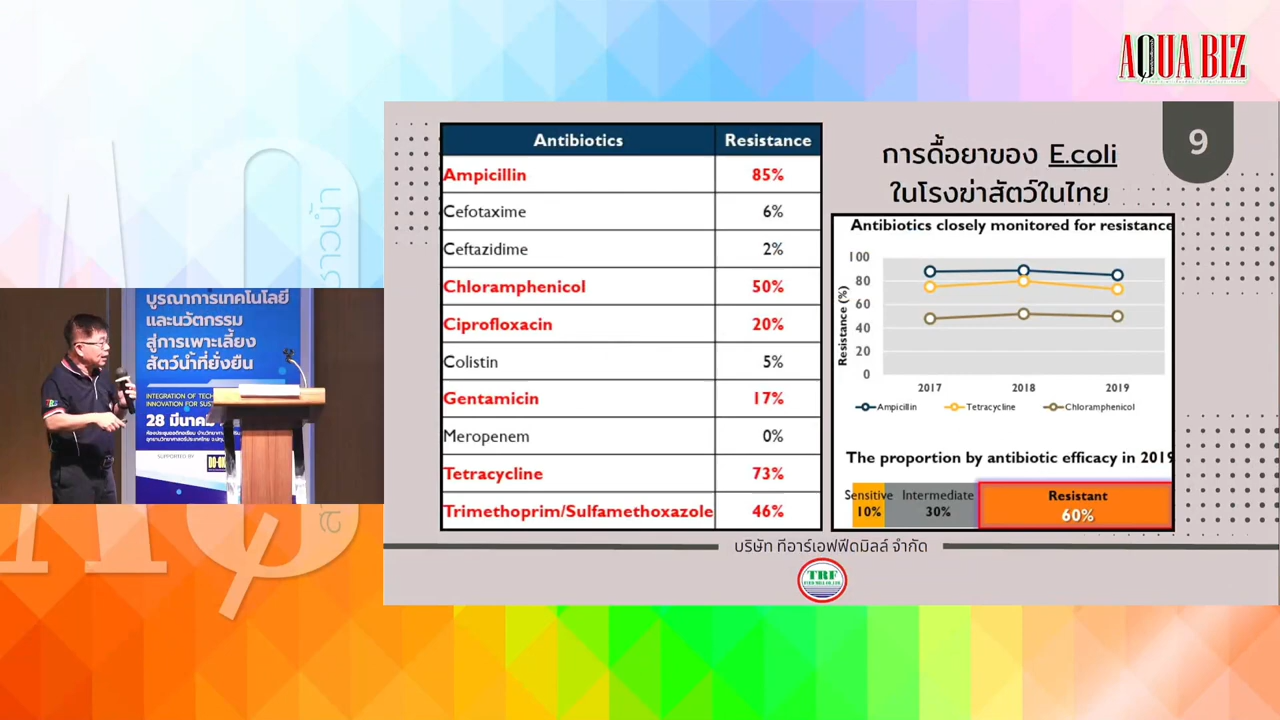 AQUA BIZ
9
การดื้อยาของ E.coli
ในโรงฆ่าสัตว์ในไทย
Antibiotics Resistance
Ampicillin 85%
Cefotaxime 6%
Ceftazidime 2%
Chloramphenicol 50%
Ciprofloxacin 20%
Colistin 5%
Gentamicin 17%
Meropenem 0%
Tetracycline 73%
Trimethoprim/Sulfamethoxazole 46%
Antibiotics closely monitored for resistance
Resistance (%)
100
80
60
40
20
0
2017 2018 2019
Ampicillin Tetracycline Chloramphenicol
The proportion by antibiotic efficacy in 2019
Sensitive Intermediate Resistant
10% 30% 60%
บริษัท ทีอาร์เอฟฟีดมิลล์ จำกัด
TRF
บูรณาการเทคโนโลยี
และนวัตกรรม
สู่การเพาะเลี้ยง
สัตว์น้ำที่ยั่งยืน
INTEGRATION OF TECH
INNOVATION FOR SUS
28 มีนาคม
SUPPORTED BY